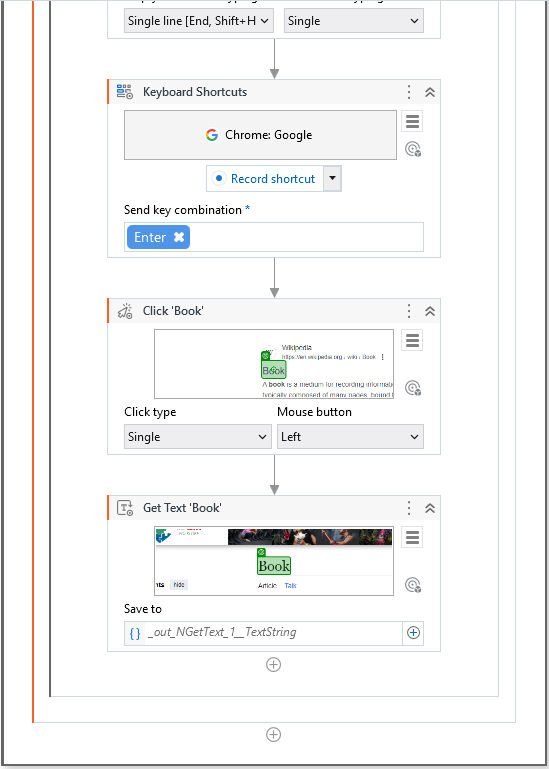 Single line [End, Shift+H
Single
Keyboard Shortcuts
Chrome: Google
Record shortcut
Send key combination *
Enter
Click 'Book'
Wikipedia
https://en.wikipedia.org › wiki › Book
Book
A book is a medium for recording informatio
typically composed of many pages, bound t
Click type
Mouse button
Single
Left
Get Text 'Book'
Book
Article Talk
hide
Save to
{ } _out_NGetText_1__TextString